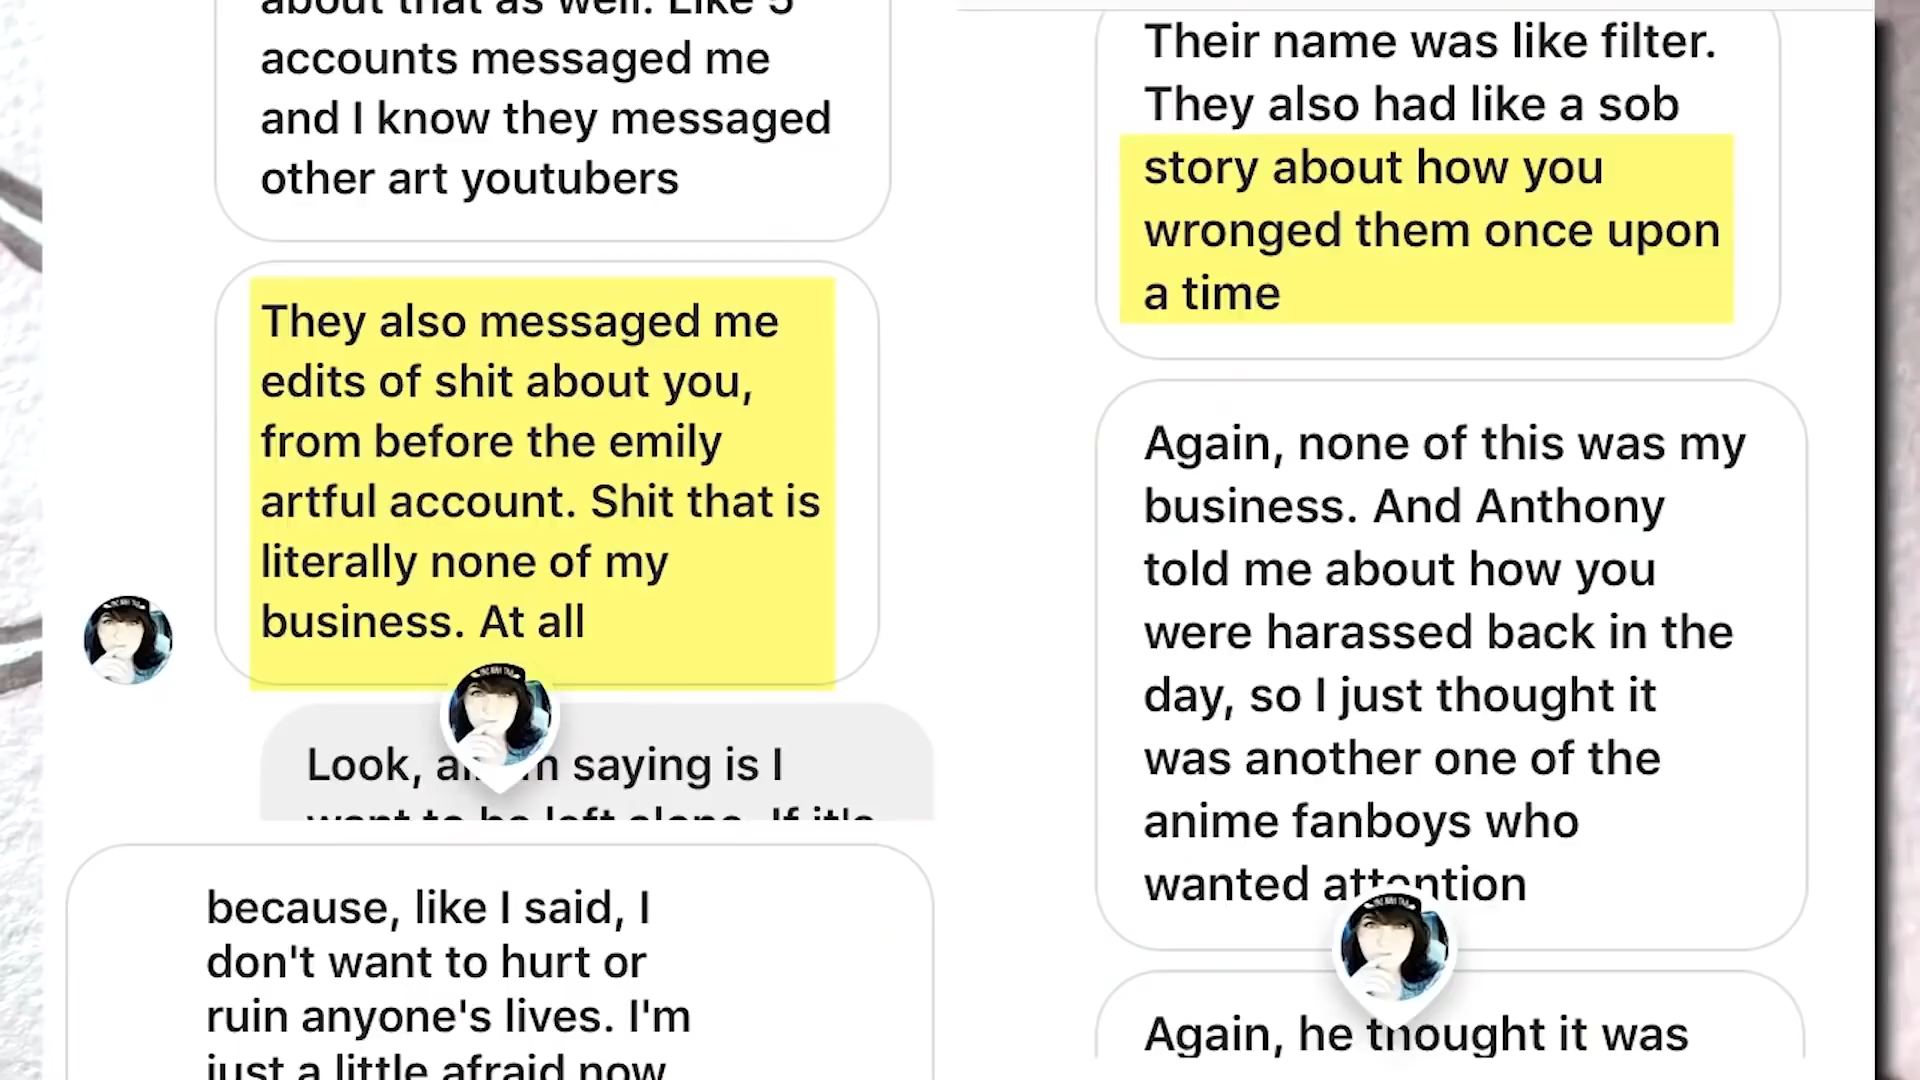 about that as well. Like 5
accounts messaged me
and I know they messaged
other art youtubers
They also messaged me
edits of shit about you,
from before the emily
artful account. Shit that is
literally none of my
business. At all
Look, saying is I
want to be left alone. If it's
because, like I said, I
don't want to hurt or
ruin anyone's lives. I'm
just a little afraid now
Their name was like filter.
They also had like a sob
story about how you
wronged them once upon
a time
Again, none of this was my
business. And Anthony
told me about how you
were harassed back in the
day, so I just thought it
was another one of the
anime fanboys who
wanted attention
Again, he thought it was